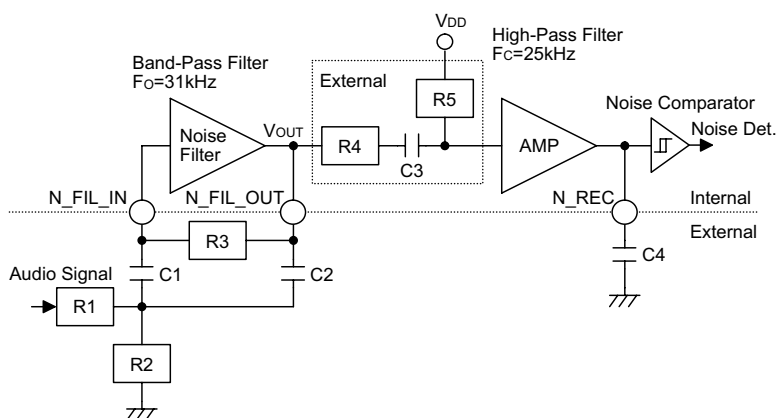 VDD
High-Pass Filter
FC=25kHz
Band-Pass Filter
FO=31kHz
External
R5
Noise Comparator
Noise
Filter
VOUT
R4
C3
AMP
Noise Det.
N_FIL_IN
N_FIL_OUT
N_REC
Internal
External
R3
C1
C2
C4
Audio Signal
R1
R2